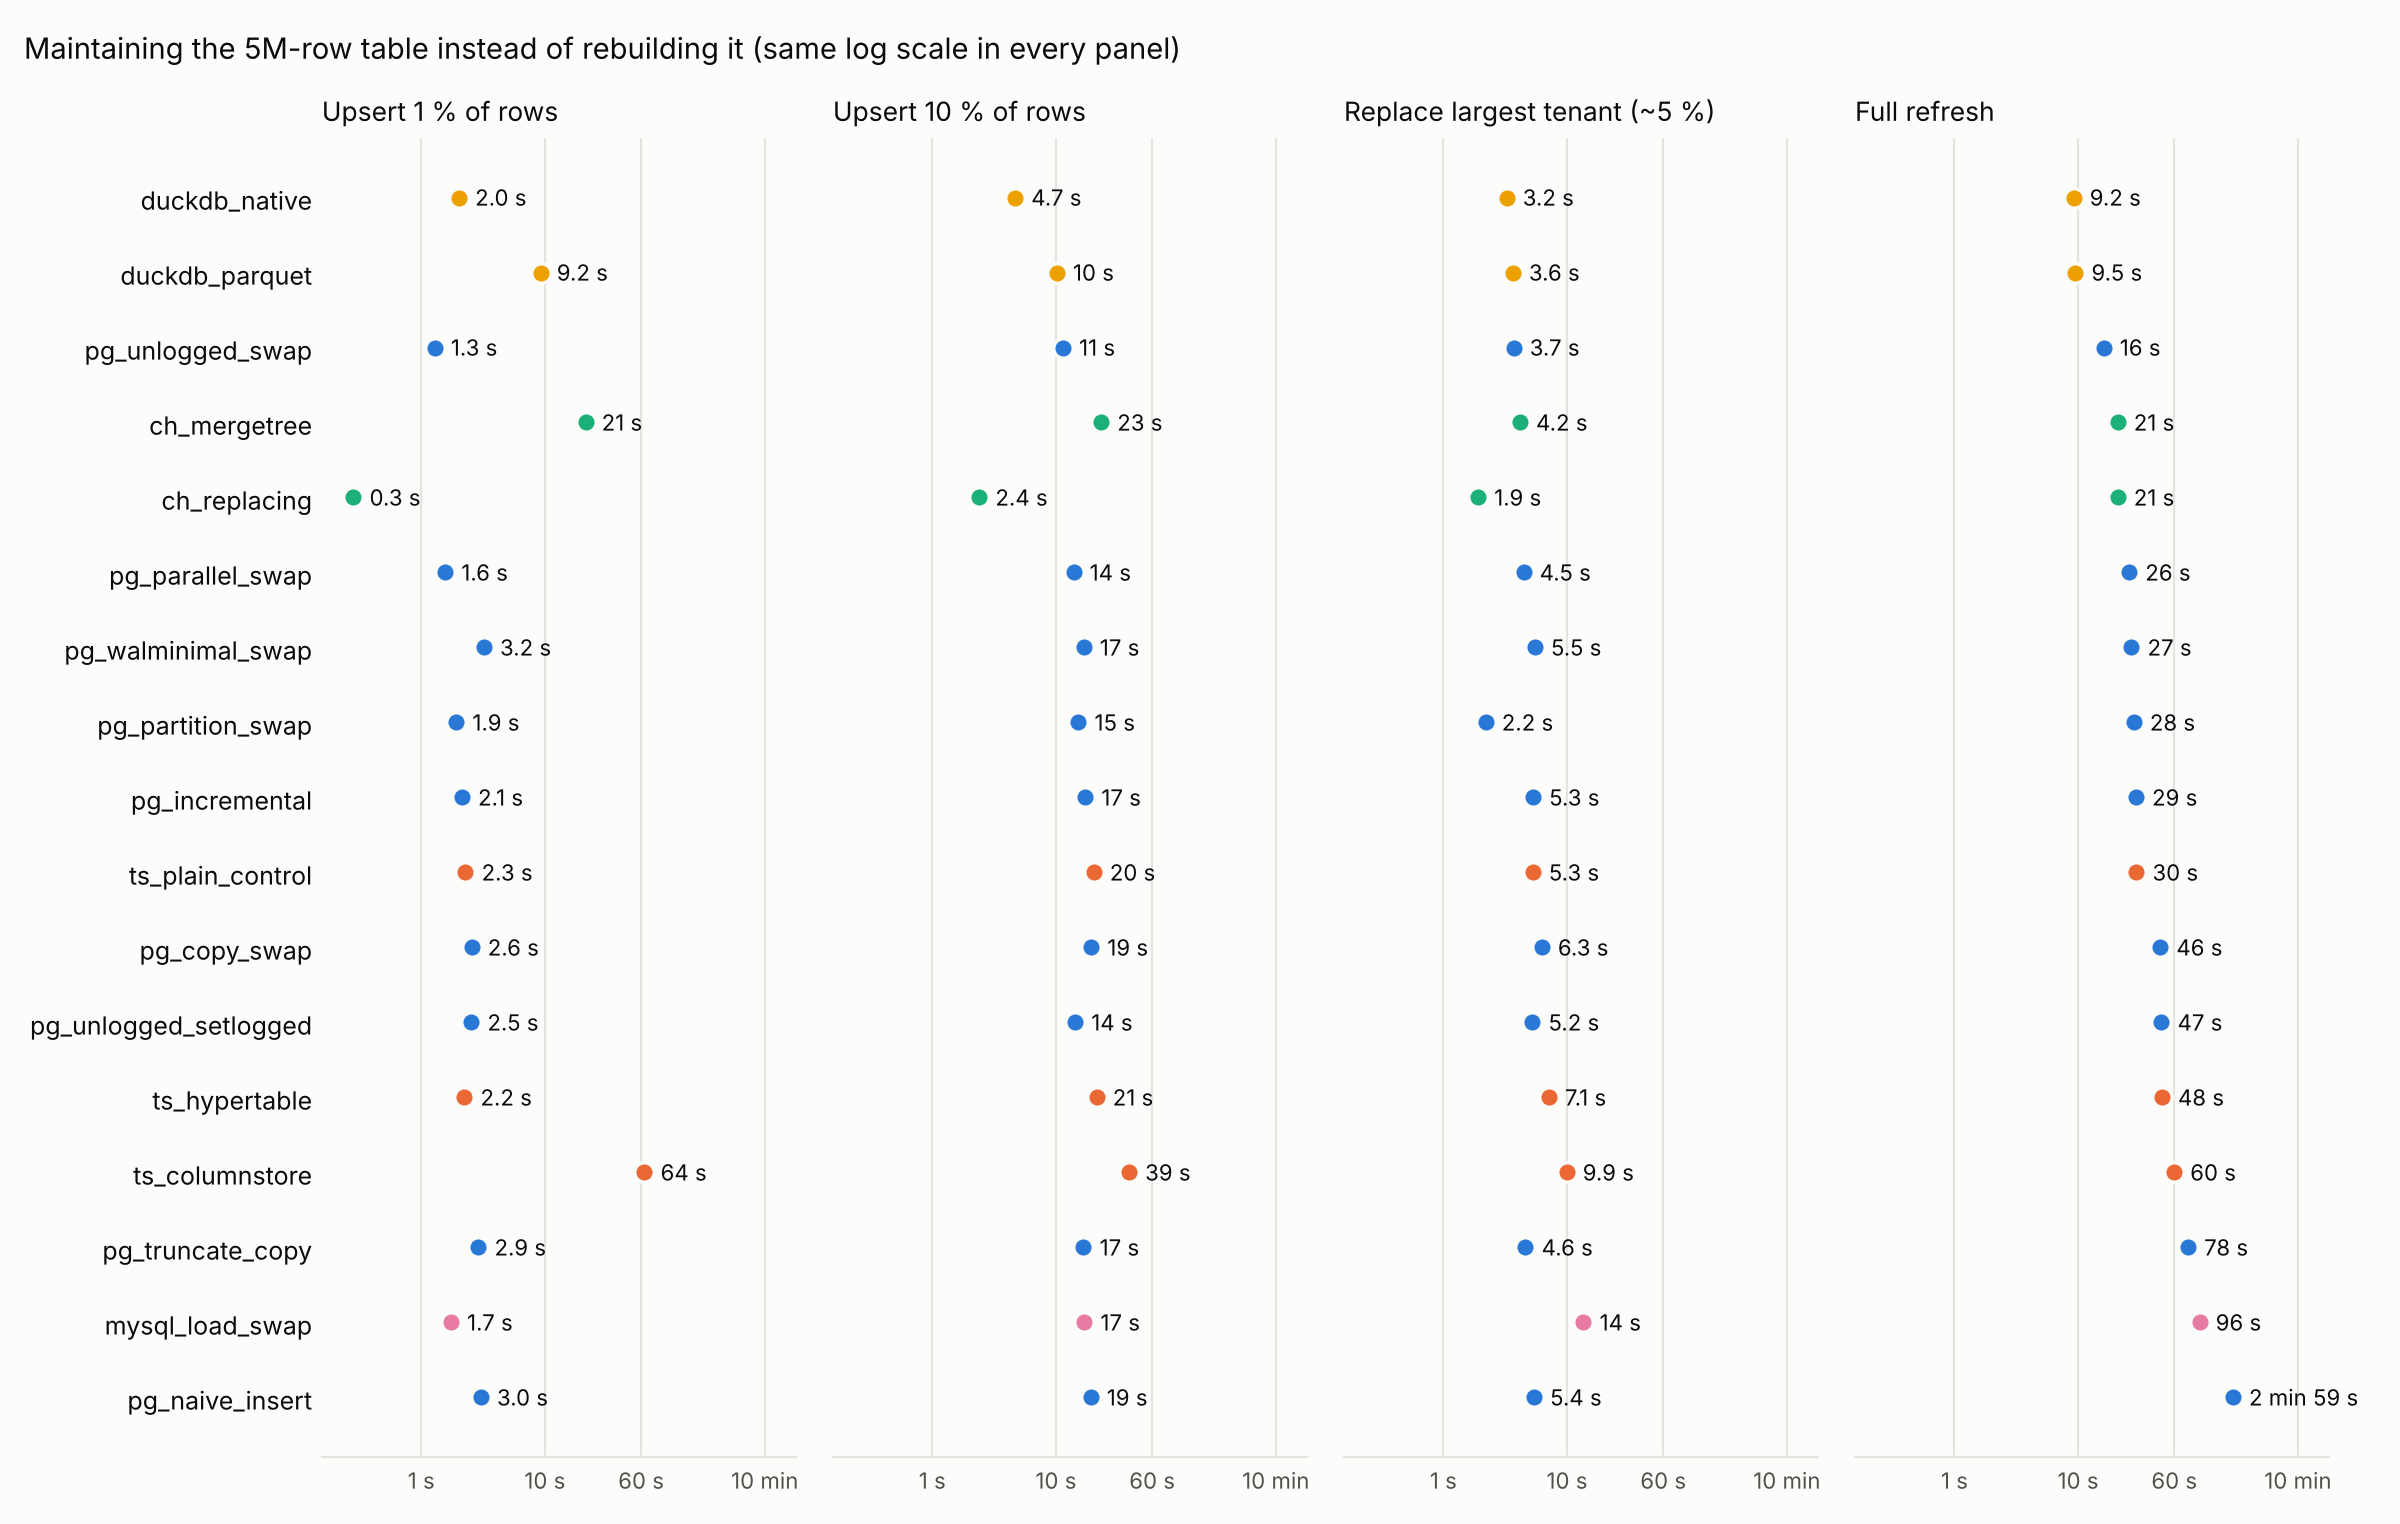 Maintaining the 5M-row table instead of rebuilding it (same log scale in every panel)
Upsert 1 % of rows Upsert 10 % of rows Replace largest tenant (~5 %) Full refresh
duckdb_native 2.0 s 4.7 s 3.2 s 9.2 s
duckdb_parquet 9.2 s 10 s 3.6 s 9.5 s
pg_unlogged_swap 1.3 s 11 s 3.7 s 16 s
ch_mergetree 21 s 23 s 4.2 s 21 s
ch_replacing 0.3 s 2.4 s 1.9 s 21 s
pg_parallel_swap 1.6 s 14 s 4.5 s 26 s
pg_walminimal_swap 3.2 s 17 s 5.5 s 27 s
pg_partition_swap 1.9 s 15 s 2.2 s 28 s
pg_incremental 2.1 s 17 s 5.3 s 29 s
ts_plain_control 2.3 s 20 s 5.3 s 30 s
pg_copy_swap 2.6 s 19 s 6.3 s 46 s
pg_unlogged_setlogged 2.5 s 14 s 5.2 s 47 s
ts_hypertable 2.2 s 21 s 7.1 s 48 s
ts_columnstore 64 s 39 s 9.9 s 60 s
pg_truncate_copy 2.9 s 17 s 4.6 s 78 s
mysql_load_swap 1.7 s 17 s 14 s 96 s
pg_naive_insert 3.0 s 19 s 5.4 s 2 min 59 s
1 s 10 s 60 s 10 min 1 s 10 s 60 s 10 min 1 s 10 s 60 s 10 min 1 s 10 s 60 s 10 min